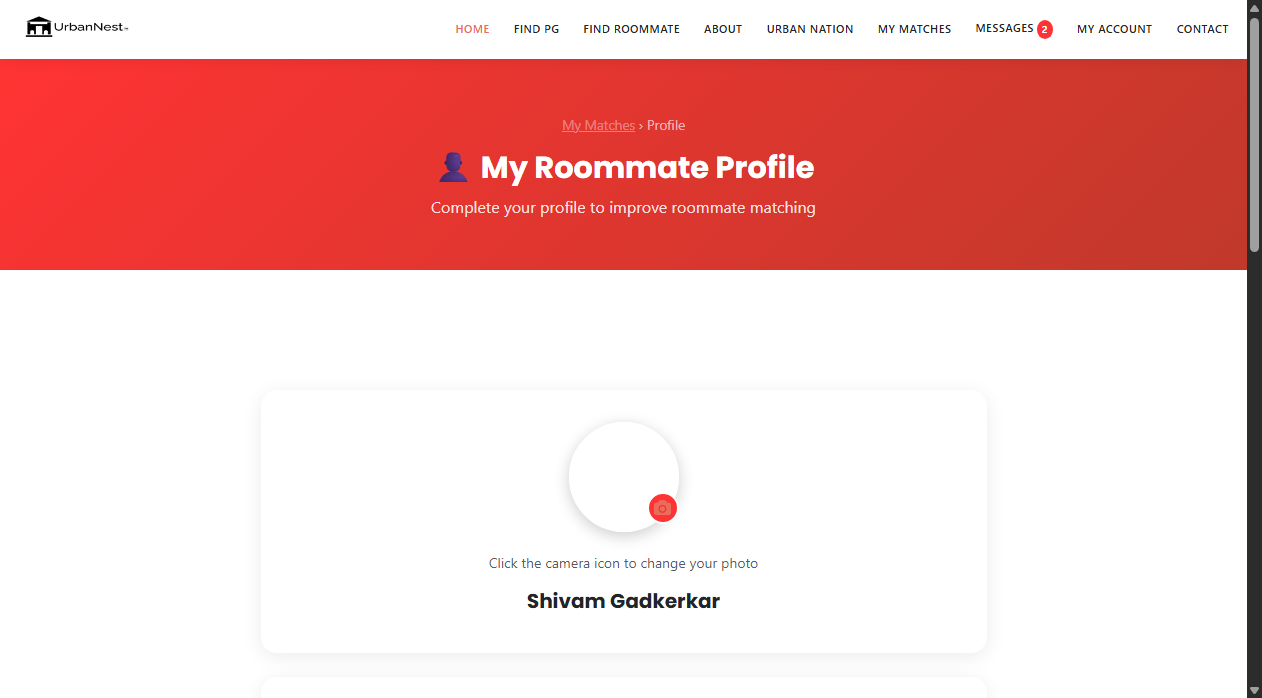 UrbanNest
HOME FIND PG FIND ROOMMATE ABOUT URBAN NATION MY MATCHES MESSAGES 2 MY ACCOUNT CONTACT
My Matches › Profile
My Roommate Profile
Complete your profile to improve roommate matching
Click the camera icon to change your photo
Shivam Gadkerkar